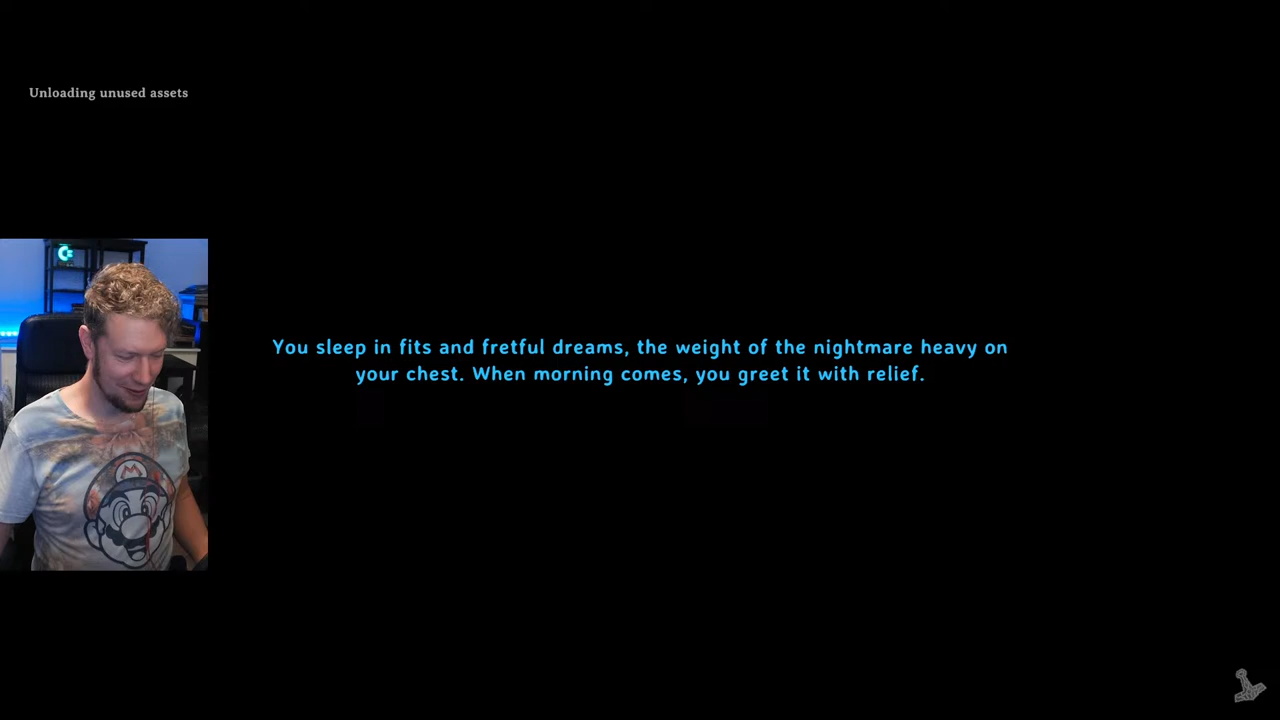 Unloading unused assets
You sleep in fits and fretful dreams, the weight of the nightmare heavy on
your chest. When morning comes, you greet it with relief.
M